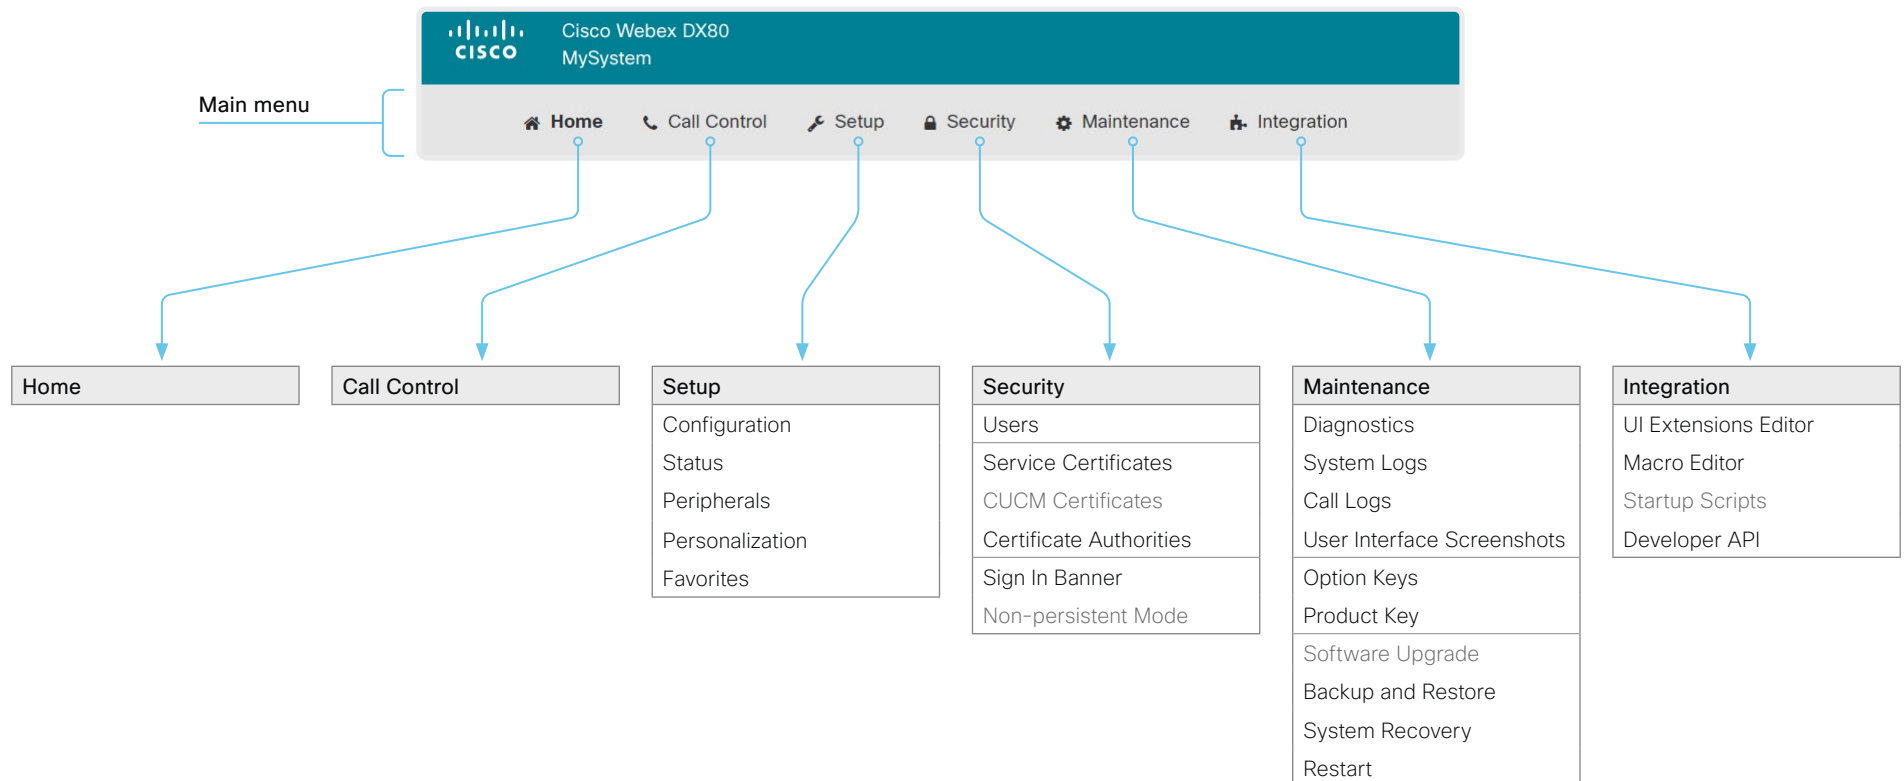 CISCO
Cisco Webex DX80
MySystem
Main menu
Home Call Control Setup Security Maintenance Integration
Home
Call Control
Setup
Configuration
Status
Peripherals
Personalization
Favorites
Security
Users
Service Certificates
CUCM Certificates
Certificate Authorities
Sign In Banner
Non-persistent Mode
Maintenance
Diagnostics
System Logs
Call Logs
User Interface Screenshots
Option Keys
Product Key
Software Upgrade
Backup and Restore
System Recovery
Restart
Integration
UI Extensions Editor
Macro Editor
Startup Scripts
Developer API